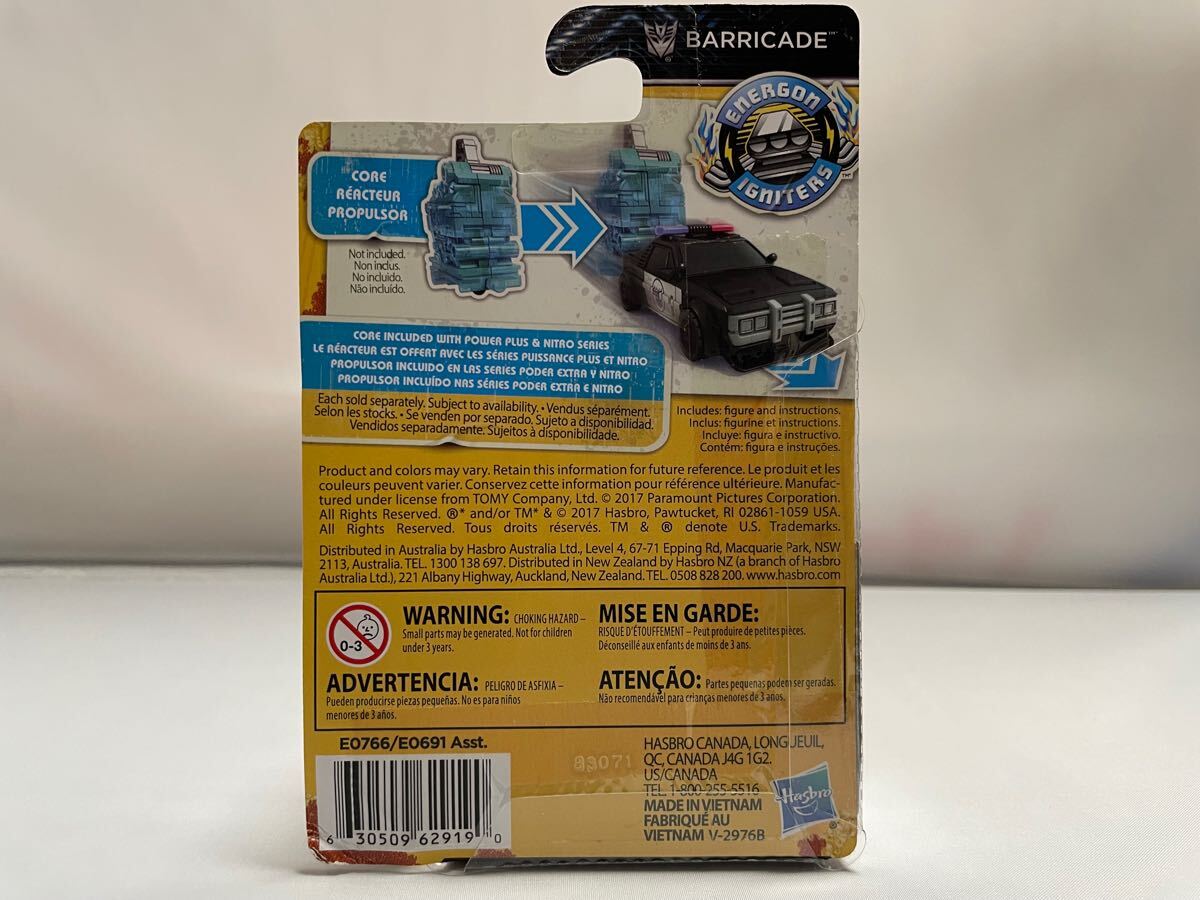 BARRICADE™
ENERGON
IGNITERS
™
CORE
RÉACTEUR
PROPULSOR
Not included.
Non inclus.
No incluido.
Não incluído.
CORE INCLUDED WITH POWER PLUS & NITRO SERIES
LE RÉACTEUR EST OFFERT AVEC LES SÉRIES PUISSANCE PLUS ET NITRO
PROPULSOR INCLUIDO EN LAS SERIES PODER EXTRA Y NITRO
PROPULSOR INCLUÍDO NAS SÉRIES PODER EXTRA E NITRO
Each sold separately. Subject to availability. • Vendus séparément.
Selon les stocks. • Se venden por separado. Sujeto a disponibilidad.
Vendidos separadamente. Sujeitos à disponibilidade.
Includes: figure and instructions.
Inclus: figurine et instructions.
Incluye: figura e instructivo.
Contém: figura e instruções.
Product and colors may vary. Retain this information for future reference. Le produit et les
couleurs peuvent varier. Conservez cette information pour référence ultérieure. Manufac-
tured under license from TOMY Company, Ltd. © 2017 Paramount Pictures Corporation.
All Rights Reserved. ®* and/or TM* & © 2017 Hasbro, Pawtucket, RI 02861-1059 USA.
All Rights Reserved. Tous droits réservés. TM & ® denote U.S. Trademarks.
Distributed in Australia by Hasbro Australia Ltd., Level 4, 67-71 Epping Rd, Macquarie Park, NSW
2113, Australia. TEL. 1300 138 697. Distributed in New Zealand by Hasbro NZ (a branch of Hasbro
Australia Ltd.), 221 Albany Highway, Auckland, New Zealand. TEL. 0508 828 200. www.hasbro.com
0-3
WARNING: CHOKING HAZARD –
Small parts may be generated. Not for children
under 3 years.
MISE EN GARDE:
RISQUE D'ÉTOUFFEMENT – Peut produire de petites pièces.
Déconseillé aux enfants de moins de 3 ans.
ADVERTENCIA: PELIGRO DE ASFIXIA –
Pueden producirse piezas pequeñas. No es para niños
menores de 3 años.
ATENÇÃO: Partes pequenas podem ser geradas.
Não recomendável para crianças menores de 3 anos.
E0766/E0691 Asst.
6 30509 62919 0
83071
HASBRO CANADA, LONGUEUIL,
QC, CANADA J4G 1G2.
US/CANADA
TEL. 1-800-255-5516
MADE IN VIETNAM
FABRIQUÉ AU
VIETNAM V-2976B
Hasbro
®